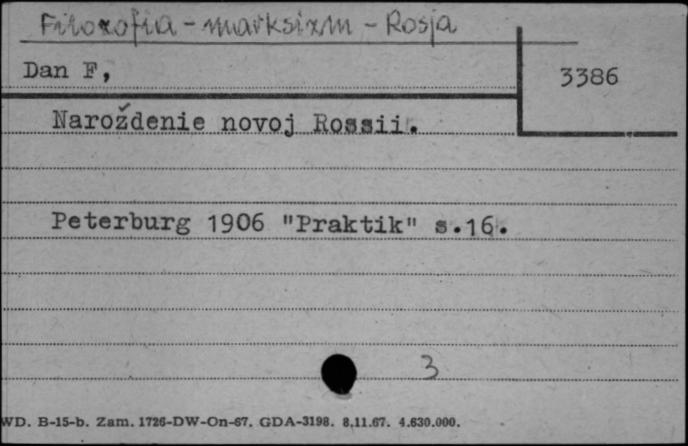 Filozofia - marksizm - Rosja
Dan F,
3386
Naroždenie novoj Rossii.
Peterburg 1906 "Praktik" s.16.
3
WD. B-15-b. Zam. 1726-DW-On-67. GDA-3198. 8.11.67. 4.630.000.